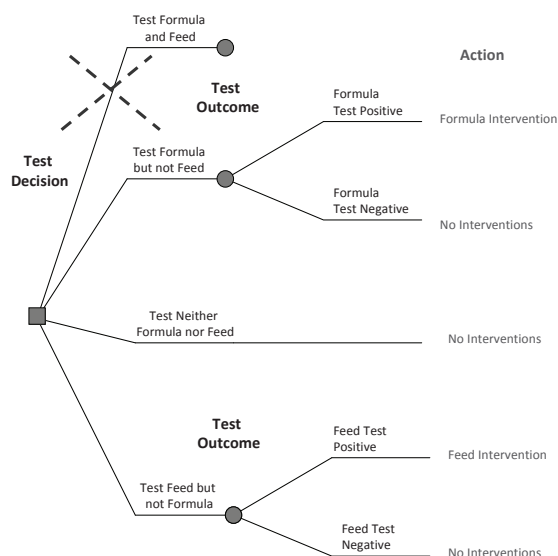 Test Formula
and Feed
Action
Test
Outcome
Formula
Test Positive
Formula Intervention
Test
Decision
Test Formula
but not Feed
Formula
Test Negative
No Interventions
Test Neither
Formula nor Feed
No Interventions
Test
Outcome
Feed Test
Positive
Feed Intervention
Test Feed but
not Formula
Feed Test
Negative
No Interventions